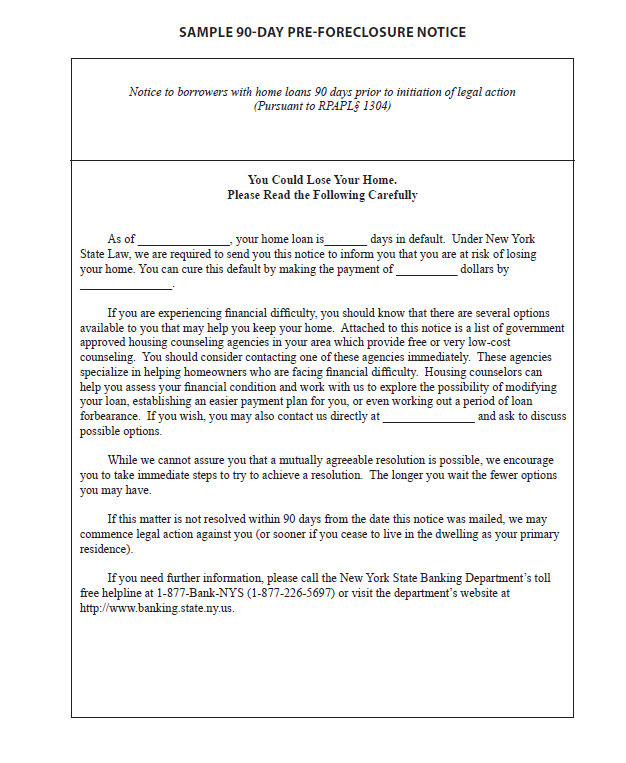 SAMPLE 90-DAY PRE-FORECLOSURE NOTICE
Notice to borrowers with home loans 90 days prior to initiation of legal action
(Pursuant to RPAPL§ 1304)
You Could Lose Your Home.
Please Read the Following Carefully
As of _______________, your home loan is_______ days in default.  Under New York
State Law, we are required to send you this notice to inform you that you are at risk of losing
your home. You can cure this default by making the payment of __________ dollars by
_______________.
If you are experiencing financial difficulty, you should know that there are several options
available to you that may help you keep your home.  Attached to this notice is a list of government
approved housing counseling agencies in your area which provide free or very low-cost
counseling.  You should consider contacting one of these agencies immediately.  These agencies
specialize in helping homeowners who are facing financial difficulty.  Housing counselors can
help you assess your financial condition and work with us to explore the possibility of modifying
your loan, establishing an easier payment plan for you, or even working out a period of loan
forbearance.  If you wish, you may also contact us directly at _______________ and ask to discuss
possible options.
While we cannot assure you that a mutually agreeable resolution is possible, we encourage
you to take immediate steps to try to achieve a resolution.  The longer you wait the fewer options
you may have.
If this matter is not resolved within 90 days from the date this notice was mailed, we may
commence legal action against you (or sooner if you cease to live in the dwelling as your primary
residence).
If you need further information, please call the New York State Banking Department’s toll
free helpline at 1-877-Bank-NYS (1-877-226-5697) or visit the department’s website at
http://www.banking.state.ny.us.